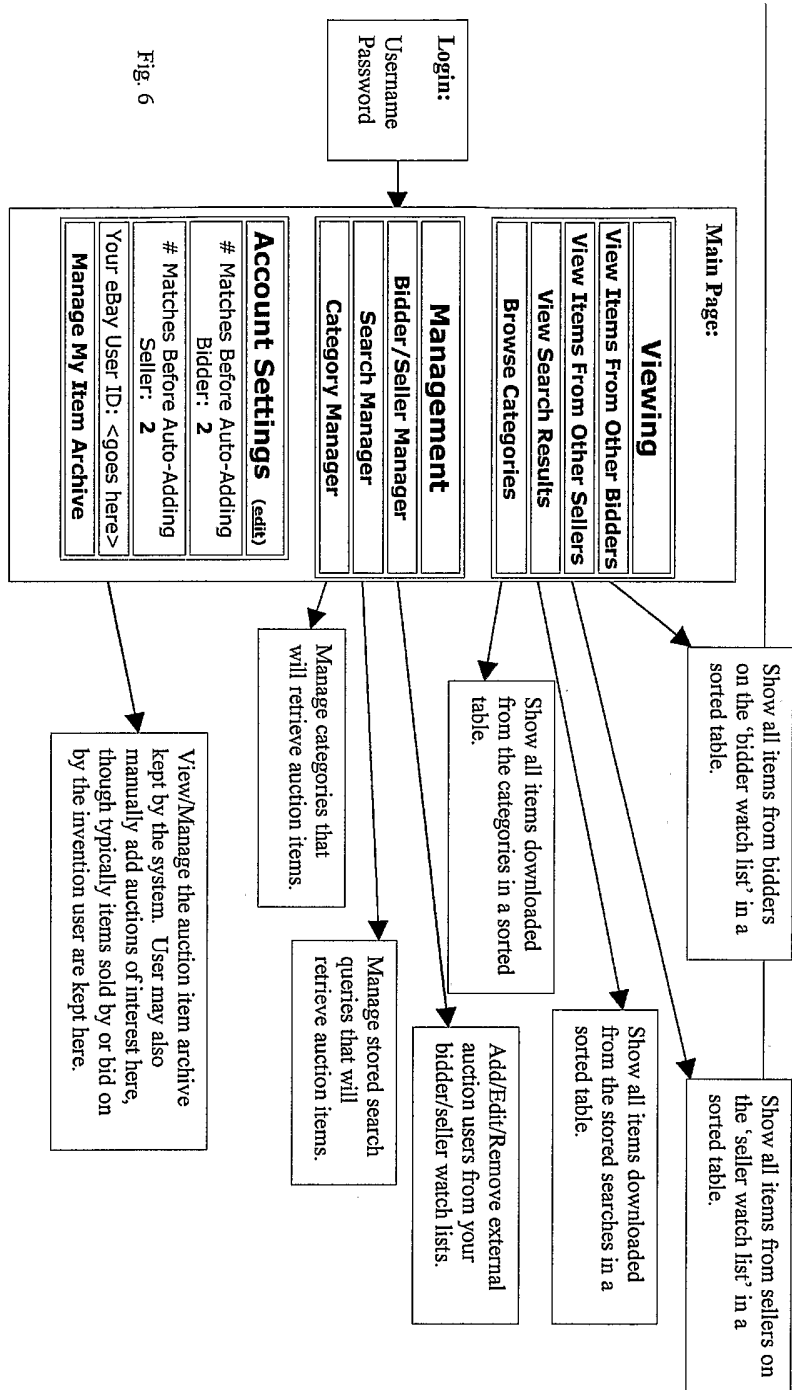 Login:
Username
Password
Main Page:
Viewing
View Items From Other Bidders
View Items From Other Sellers
View Search Results
Browse Categories
Management
Bidder/Seller Manager
Search Manager
Category Manager
Account Settings (edit)
# Matches Before Auto-Adding
Bidder: 2
# Matches Before Auto-Adding
Seller: 2
Your eBay User ID: <goes here>
Manage My Item Archive
Show all items from bidders
on the ‘bidder watch list’ in a
sorted table.
Show all items from sellers on
the ‘seller watch list’ in a
sorted table.
Show all items downloaded
from the stored searches in a
sorted table.
Show all items downloaded
from the categories in a sorted
table.
Add/Edit/Remove external
auction users from your
bidder/seller watch lists.
Manage stored search
queries that will
retrieve auction items.
Manage categories that
will retrieve auction items.
View/Manage the auction item archive
kept by the system. User may also
manually add auctions of interest here,
though typically items sold by or bid on
by the invention user are kept here.
Fig. 6